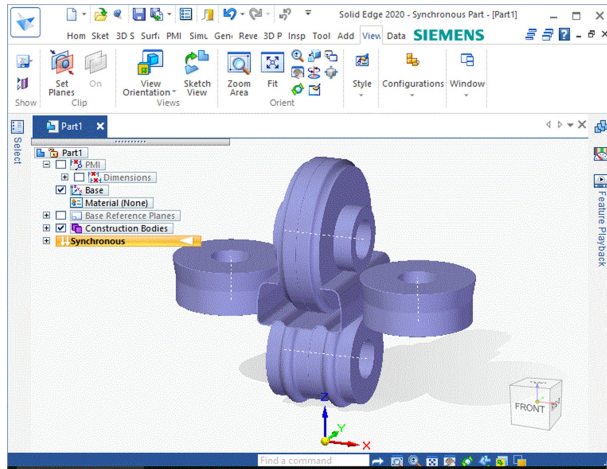 Solid Edge 2020 - Synchronous Part - [Part1]
Hom Sket 3D S Surfa PMI Simu Gene Reve 3D P Insp Tool Add View Data SIEMENS
Set Planes
On
View Orientation
Sketch View
Zoom Area
Fit
Style
Configurations
Window
Show
Clip
Views
Orient
Part1
Select
Part1
PMI
Dimensions
Base
Material (None)
Base Reference Planes
Construction Bodies
Synchronous
Feature Playback
FRONT
Z
Y
X
Find a command